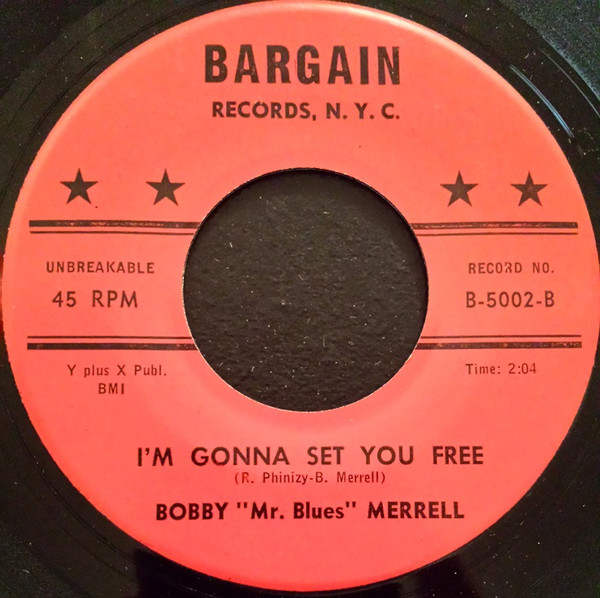 BARGAIN
RECORDS, N. Y. C.
UNBREAKABLE
45 RPM
RECORD NO.
B-5002-B
Y plus X Publ.
BMI
Time: 2:04
I'M GONNA SET YOU FREE
(R. Phinizy-B. Merrell)
BOBBY "Mr. Blues" MERRELL